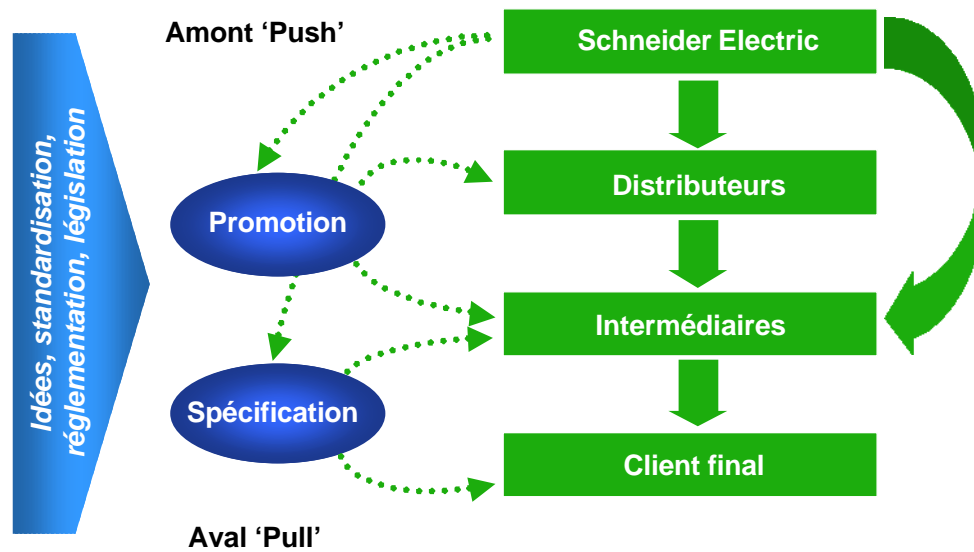 Amont ‘Push’
Schneider Electric
Idées, standardisation,
réglementation, législation
Distributeurs
Promotion
Intermédiaires
Spécification
Client final
Aval ‘Pull’